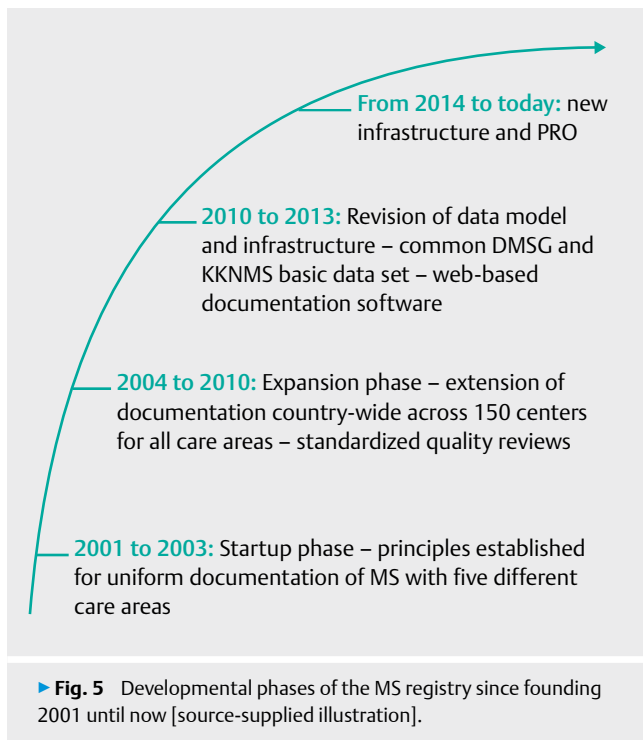 From 2014 to today: new
infrastructure and PRO
2010 to 2013: Revision of data model
and infrastructure – common DMSG and
KKNMS basic data set – web-based
documentation software
2004 to 2010: Expansion phase – extension of
documentation country-wide across 150 centers
for all care areas – standardized quality reviews
2001 to 2003: Startup phase – principles established
for uniform documentation of MS with five different
care areas
▶ Fig. 5 Developmental phases of the MS registry since founding
2001 until now [source-supplied illustration].